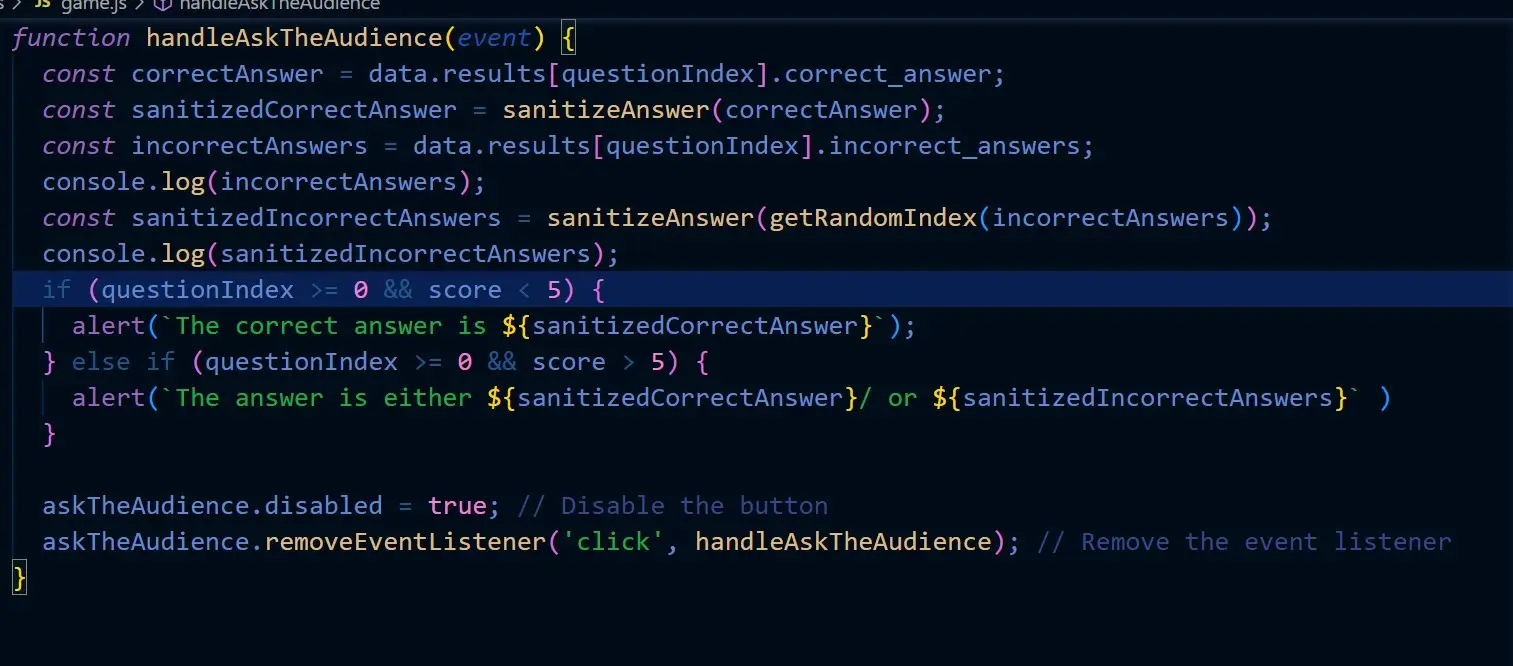 s > JS game.js > handleAskTheAudience
function handleAskTheAudience(event) {
  const correctAnswer = data.results[questionIndex].correct_answer;
  const sanitizedCorrectAnswer = sanitizeAnswer(correctAnswer);
  const incorrectAnswers = data.results[questionIndex].incorrect_answers;
  console.log(incorrectAnswers);
  const sanitizedIncorrectAnswers = sanitizeAnswer(getRandomIndex(incorrectAnswers));
  console.log(sanitizedIncorrectAnswers);
  if (questionIndex >= 0 && score < 5) {
    alert(`The correct answer is ${sanitizedCorrectAnswer}`);
  } else if (questionIndex >= 0 && score > 5) {
    alert(`The answer is either ${sanitizedCorrectAnswer}/ or ${sanitizedIncorrectAnswers}` )
  }
  askTheAudience.disabled = true; // Disable the button
  askTheAudience.removeEventListener('click', handleAskTheAudience); // Remove the event listener
}